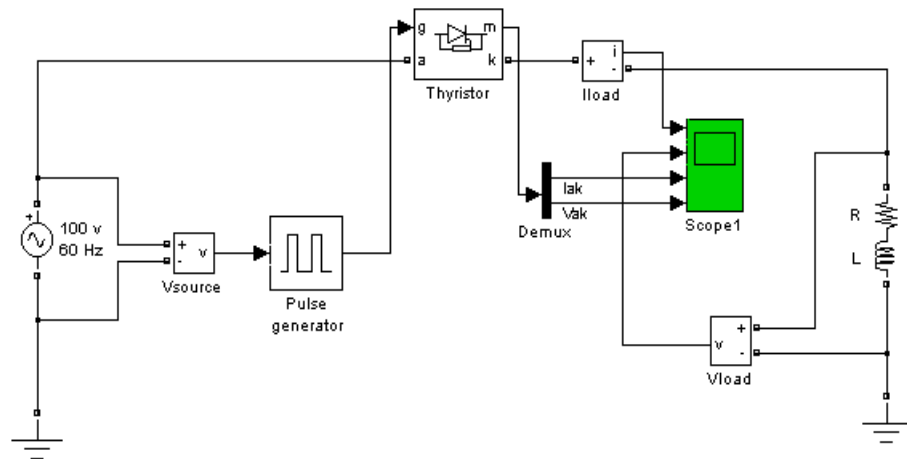 g
m
a
k
Thyristor
+
i
-
Iload
Iak
Vak
Demux
Scope1
+
100 v
60 Hz
+
-
v
Vsource
Pulse
generator
R
L
v
+
-
Vload